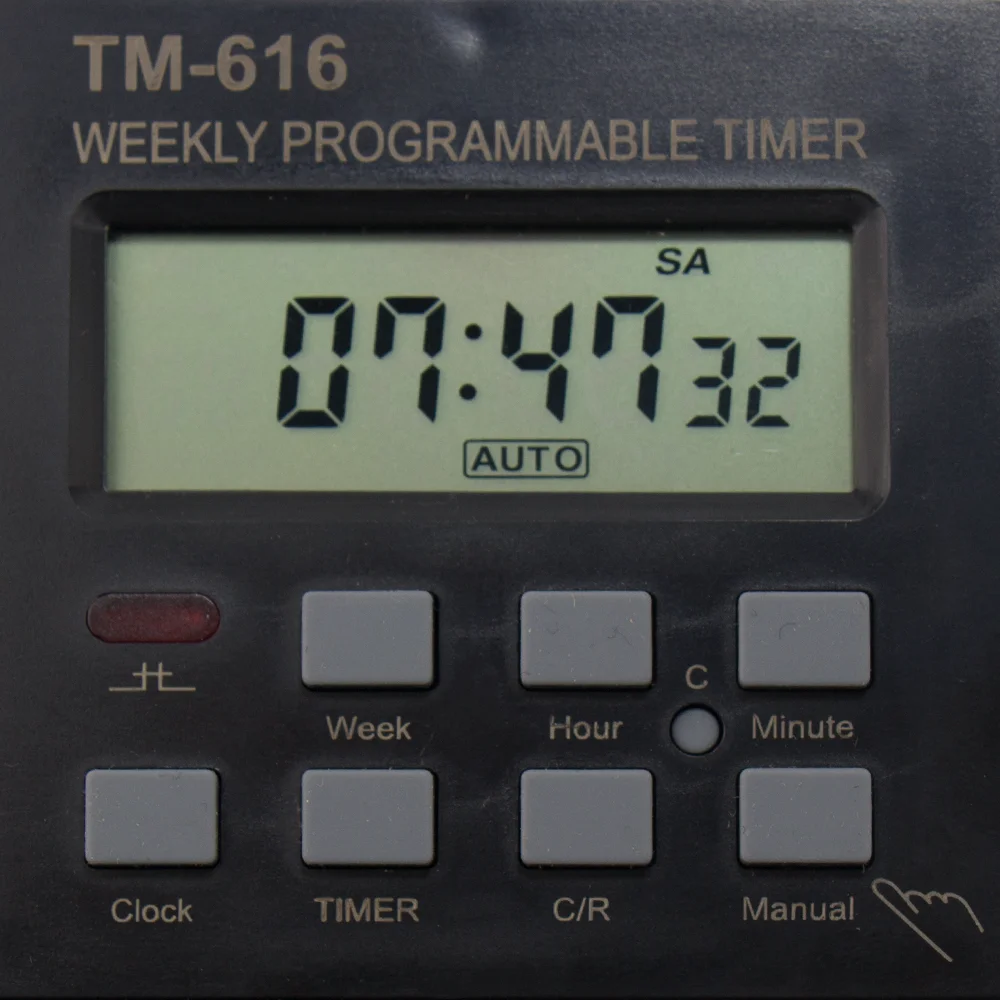 TM-616
WEEKLY PROGRAMMABLE TIMER
SA
07:47 32
AUTO
Week
Hour
C
Minute
Clock
TIMER
C/R
Manual